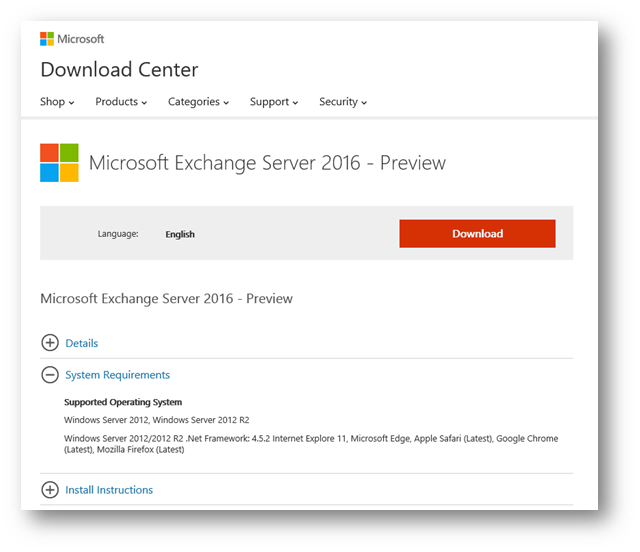 Microsoft
Download Center
Shop Products Categories Support Security
Microsoft Exchange Server 2016 - Preview
Language: English Download
Microsoft Exchange Server 2016 - Preview
Details
System Requirements
Supported Operating System
Windows Server 2012, Windows Server 2012 R2
Windows Server 2012/2012 R2 .Net Framework: 4.5.2 Internet Explore 11, Microsoft Edge, Apple Safari (Latest), Google Chrome
(Latest), Mozilla Firefox (Latest)
Install Instructions